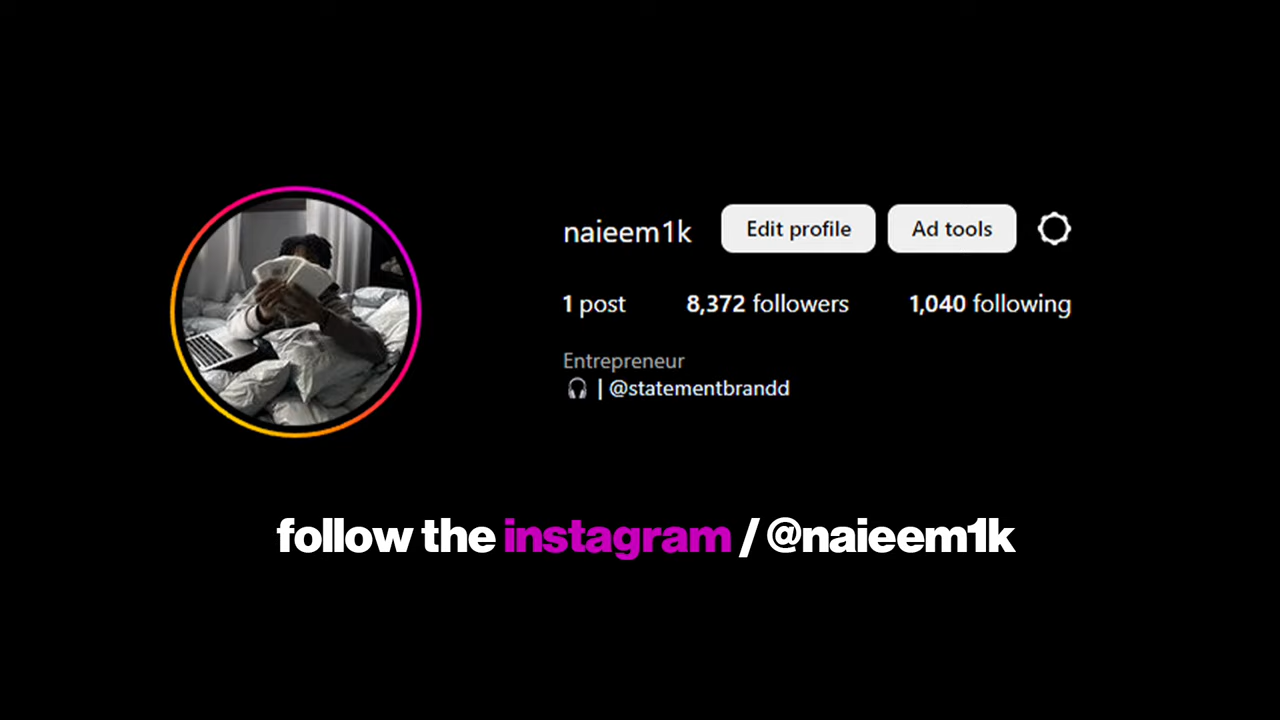 naieem1k Edit profile Ad tools
1 post 8,372 followers 1,040 following
Entrepreneur
🎧 | @statementbrandd
follow the instagram / @naieem1k